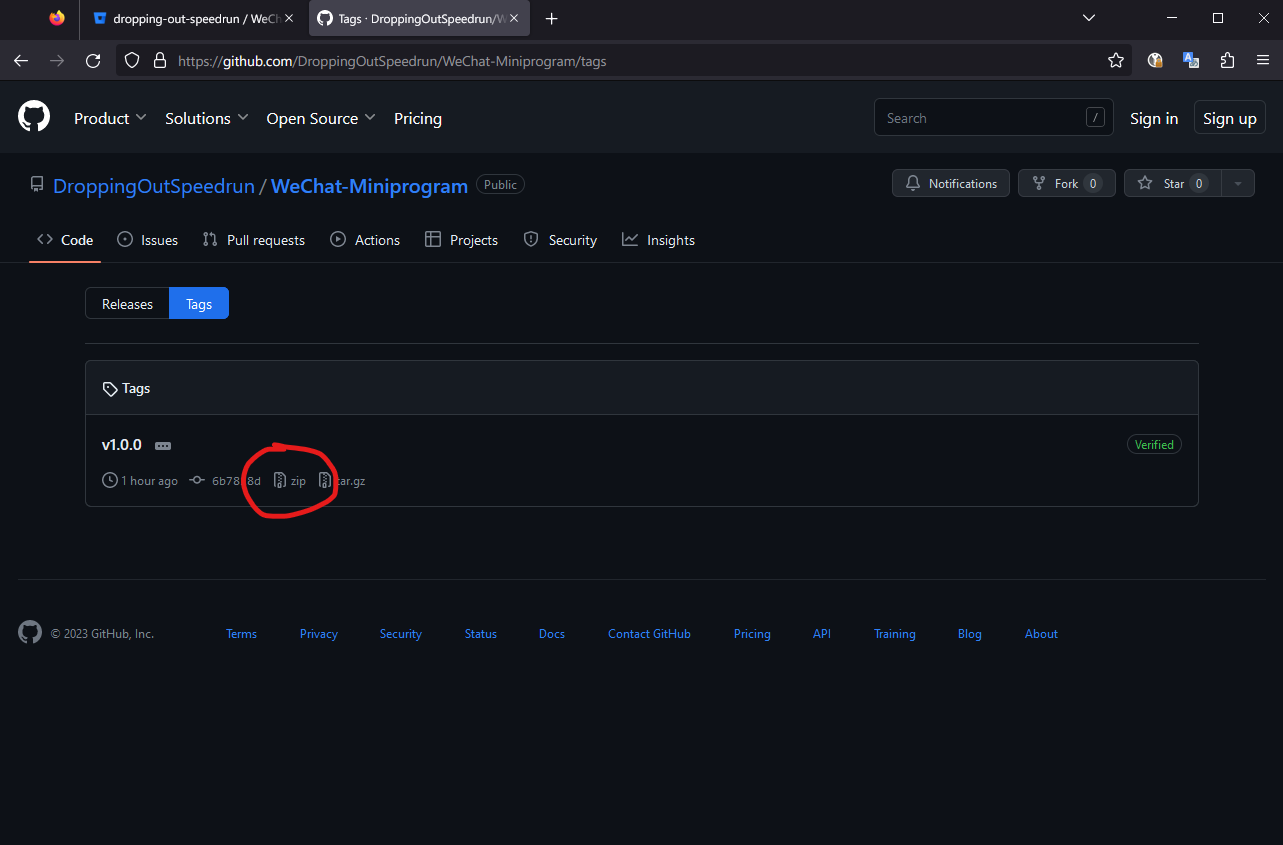 dropping-out-speedrun / WeCh
Tags · DroppingOutSpeedrun/W
https://github.com/DroppingOutSpeedrun/WeChat-Miniprogram/tags
Product Solutions Open Source Pricing Search / Sign in Sign up
DroppingOutSpeedrun / WeChat-Miniprogram Public Notifications Fork 0 Star 0
Code Issues Pull requests Actions Projects Security Insights
Releases Tags
Tags
v1.0.0 Verified
1 hour ago zip tar.gz
© 2023 GitHub, Inc. Terms Privacy Security Status Docs Contact GitHub Pricing API Training Blog About